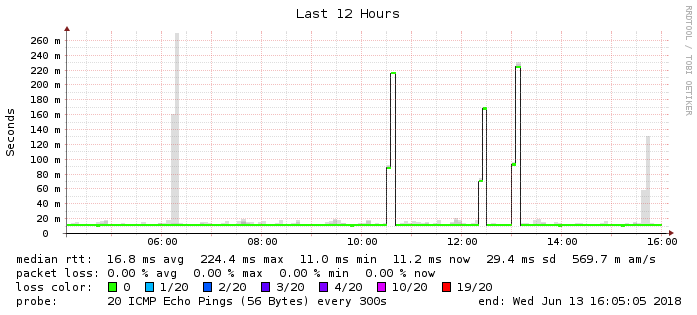 Last 12 Hours
RRDTOOL / TOBI OETIKER
Seconds
260 m
240 m
220 m
200 m
180 m
160 m
140 m
120 m
100 m
80 m
60 m
40 m
20 m
0
06:00 08:00 10:00 12:00 14:00 16:00
median rtt: 16.8 ms avg 224.4 ms max 11.0 ms min 11.2 ms now 29.4 ms sd 569.7 m am/s
packet loss: 0.00 % avg 0.00 % max 0.00 % min 0.00 % now
loss color: 0 1/20 2/20 3/20 4/20 10/20 19/20
probe: 20 ICMP Echo Pings (56 Bytes) every 300s end: Wed Jun 13 16:05:05 2018